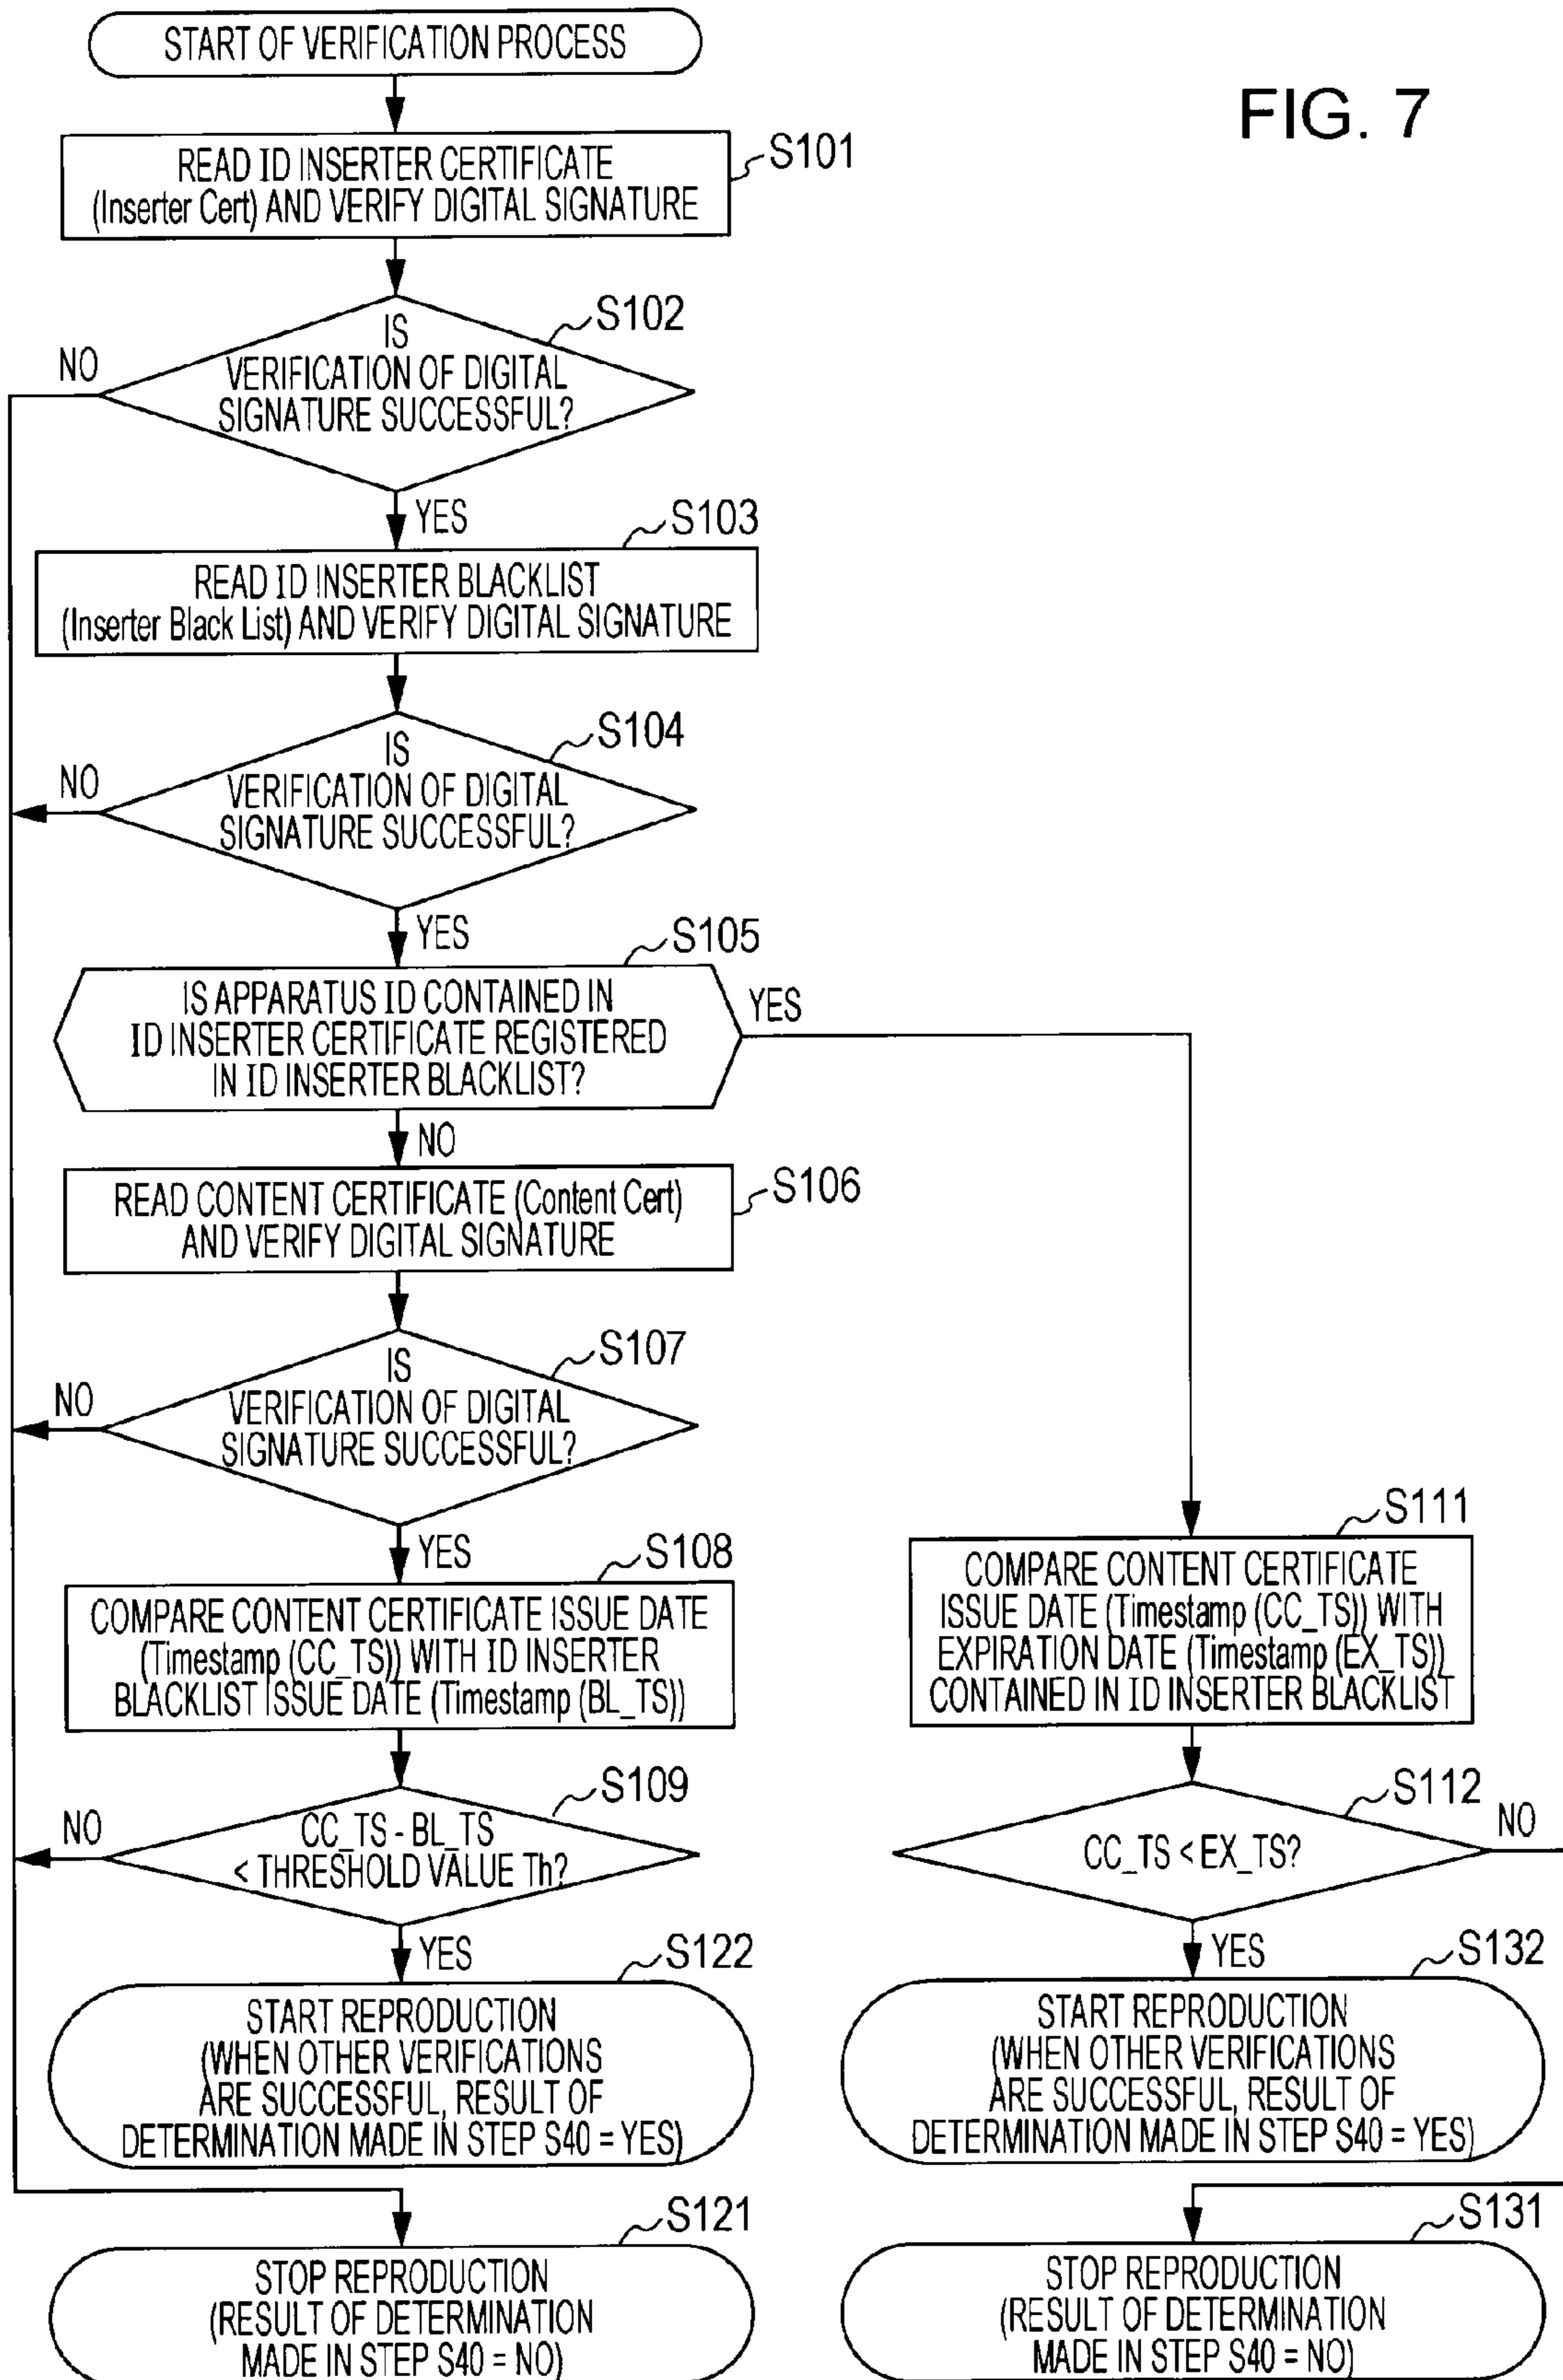 START OF VERIFICATION PROCESS
FIG. 7
S101
READ ID INSERTER CERTIFICATE
(Inserter Cert) AND VERIFY DIGITAL SIGNATURE
S102
IS
VERIFICATION OF DIGITAL
SIGNATURE SUCCESSFUL?
NO
YES
S103
READ ID INSERTER BLACKLIST
(Inserter Black List) AND VERIFY DIGITAL SIGNATURE
S104
IS
VERIFICATION OF DIGITAL
SIGNATURE SUCCESSFUL?
NO
YES
S105
IS APPARATUS ID CONTAINED IN
ID INSERTER CERTIFICATE REGISTERED
IN ID INSERTER BLACKLIST?
YES
NO
S106
READ CONTENT CERTIFICATE (Content Cert)
AND VERIFY DIGITAL SIGNATURE
S107
IS
VERIFICATION OF DIGITAL
SIGNATURE SUCCESSFUL?
NO
YES
S108
COMPARE CONTENT CERTIFICATE ISSUE DATE
(Timestamp (CC_TS)) WITH ID INSERTER
BLACKLIST ISSUE DATE (Timestamp (BL_TS))
S109
CC_TS - BL_TS
< THRESHOLD VALUE Th?
NO
YES
S122
START REPRODUCTION
(WHEN OTHER VERIFICATIONS
ARE SUCCESSFUL, RESULT OF
DETERMINATION MADE IN STEP S40 = YES)
S121
STOP REPRODUCTION
(RESULT OF DETERMINATION
MADE IN STEP S40 = NO)
S111
COMPARE CONTENT CERTIFICATE
ISSUE DATE (Timestamp (CC_TS)) WITH
EXPIRATION DATE (Timestamp (EX_TS))
CONTAINED IN ID INSERTER BLACKLIST
S112
CC_TS < EX_TS?
NO
YES
S132
START REPRODUCTION
(WHEN OTHER VERIFICATIONS
ARE SUCCESSFUL, RESULT OF
DETERMINATION MADE IN STEP S40 = YES)
S131
STOP REPRODUCTION
(RESULT OF DETERMINATION
MADE IN STEP S40 = NO)